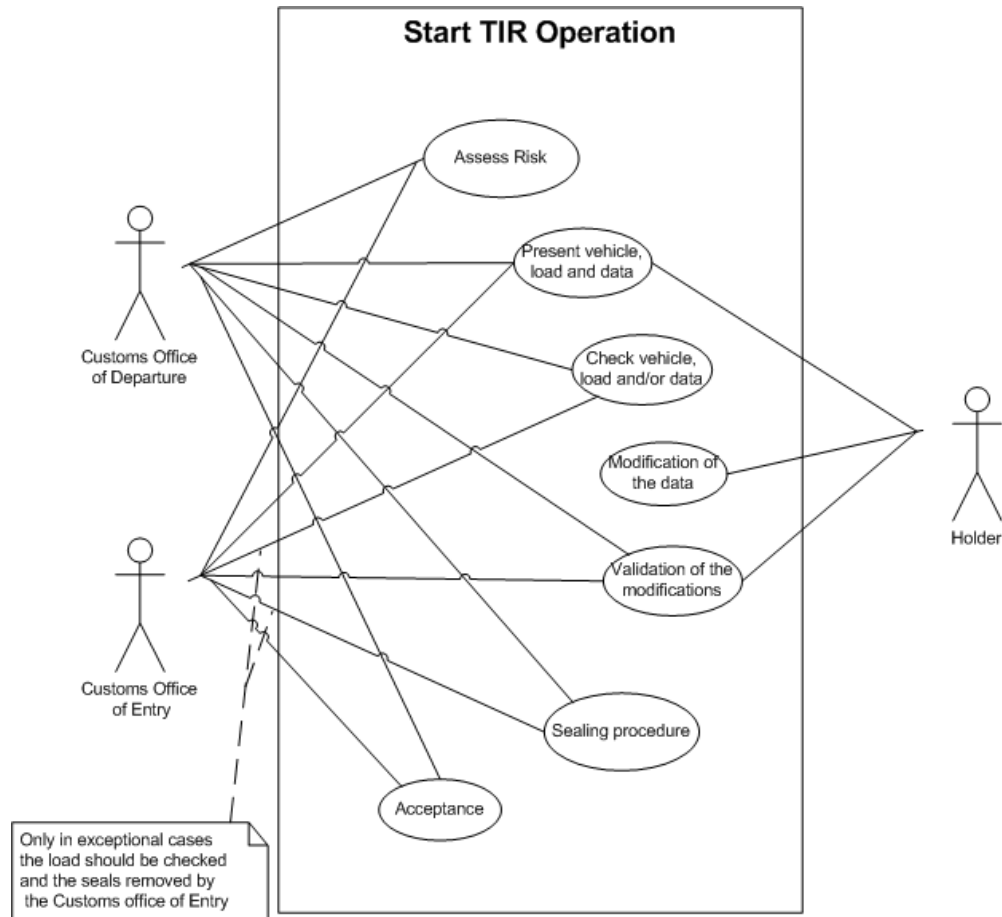 Start TIR Operation
Assess Risk
Present vehicle,
load and data
Customs Office
of Departure
Check vehicle,
load and/or data
Modification of
the data
Holder
Validation of the
modifications
Customs Office
of Entry
Sealing procedure
Acceptance
Only in exceptional cases
the load should be checked
and the seals removed by
the Customs office of Entry